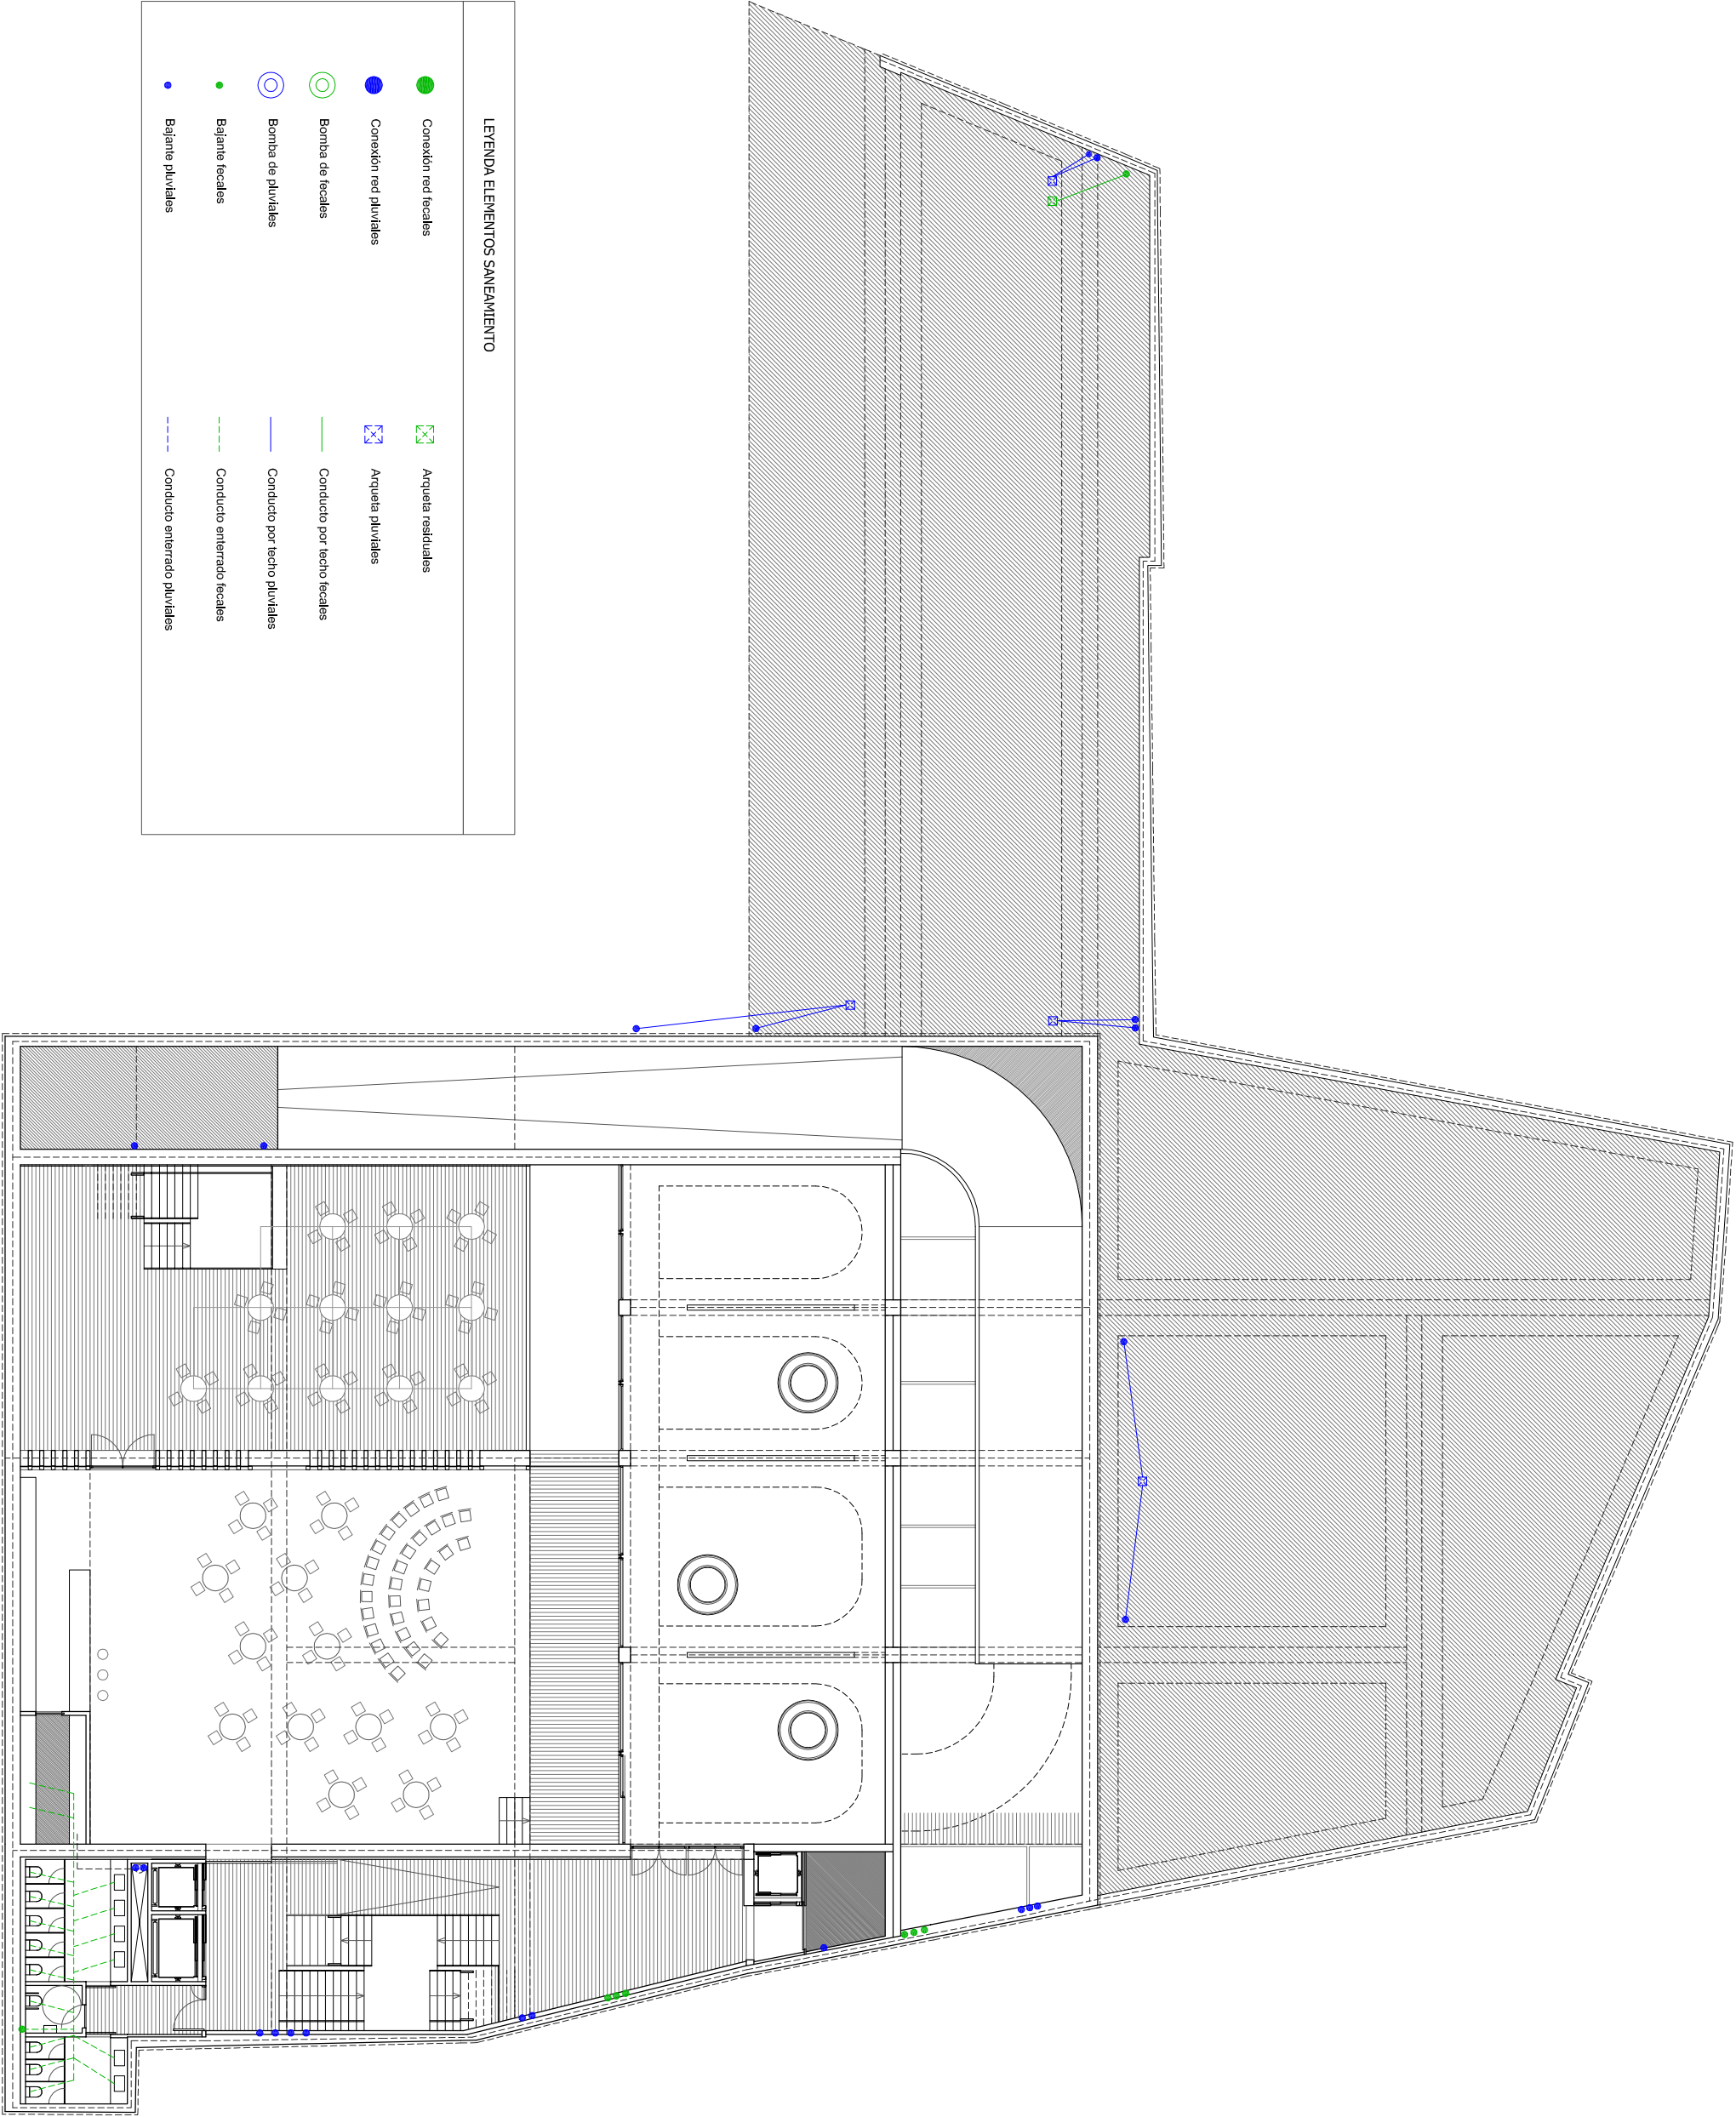 LEYENDA ELEMENTOS SANEAMIENTO
Conexión red fecales
Arqueta residuales
Conexión red pluviales
Arqueta pluviales
Bomba de fecales
Conducto por techo fecales
Bomba de pluviales
Conducto por techo pluviales
Bajante fecales
Conducto enterrado fecales
Bajante pluviales
Conducto enterrado pluviales